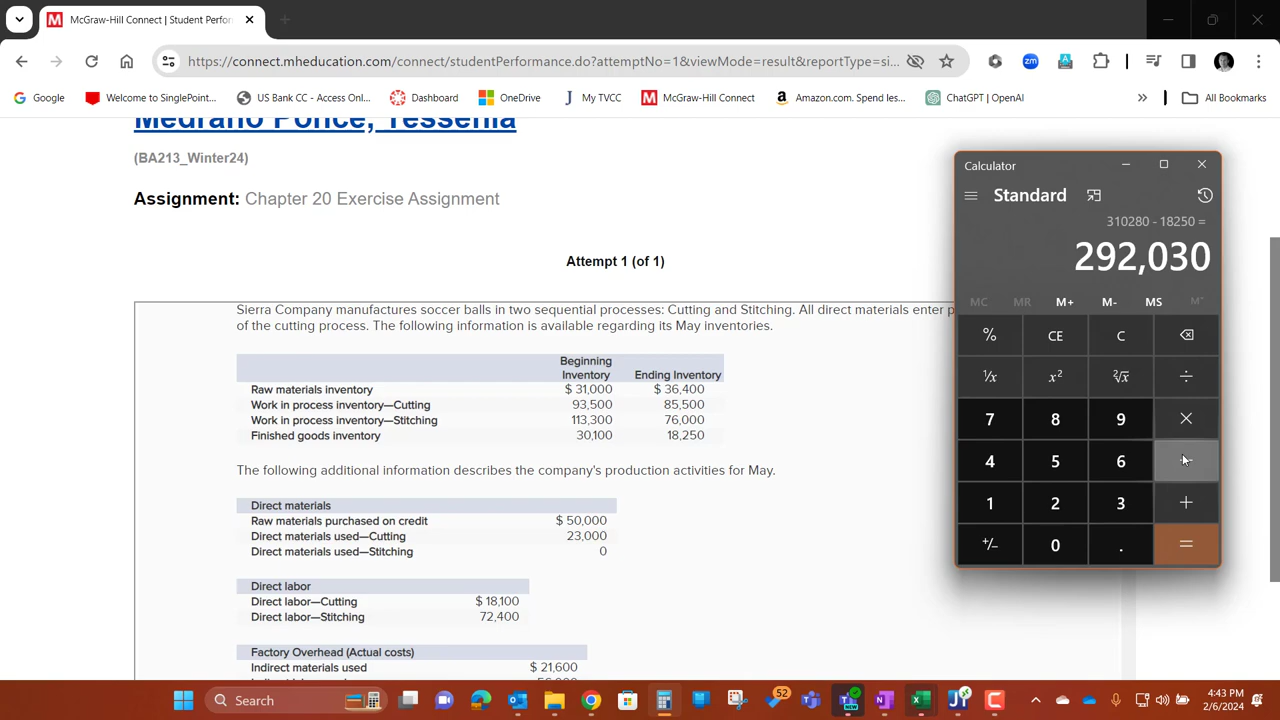 McGraw-Hill Connect | Student Perfor
https://connect.mheducation.com/connect/studentPerformance.do?attemptNo=1&viewMode=result&reportType=si...
Google
Welcome to SinglePoint...
US Bank CC - Access Onl...
Dashboard
OneDrive
My TVCC
McGraw-Hill Connect
Amazon.com. Spend les...
ChatGPT | OpenAI
All Bookmarks
Medrano Ponce, Tessenia
(BA213_Winter24)
Assignment: Chapter 20 Exercise Assignment
Attempt 1 (of 1)
Sierra Company manufactures soccer balls in two sequential processes: Cutting and Stitching. All direct materials enter p
of the cutting process. The following information is available regarding its May inventories.
Beginning
Inventory Ending Inventory
Raw materials inventory $ 31,000 $ 36,400
Work in process inventory—Cutting 93,500 85,500
Work in process inventory—Stitching 113,300 76,000
Finished goods inventory 30,100 18,250
The following additional information describes the company's production activities for May.
Direct materials
Raw materials purchased on credit $ 50,000
Direct materials used—Cutting 23,000
Direct materials used—Stitching 0
Direct labor
Direct labor—Cutting $ 18,100
Direct labor—Stitching 72,400
Factory Overhead (Actual costs)
Indirect materials used $ 21,600
Calculator
Standard
310280 - 18250 =
292,030
MC MR M+ M- MS M˅
% CE C
¹/x x² ²√x ÷
7 8 9 ×
4 5 6 −
1 2 3 +
+/− 0 . =
Search
52
4:43 PM
2/6/2024